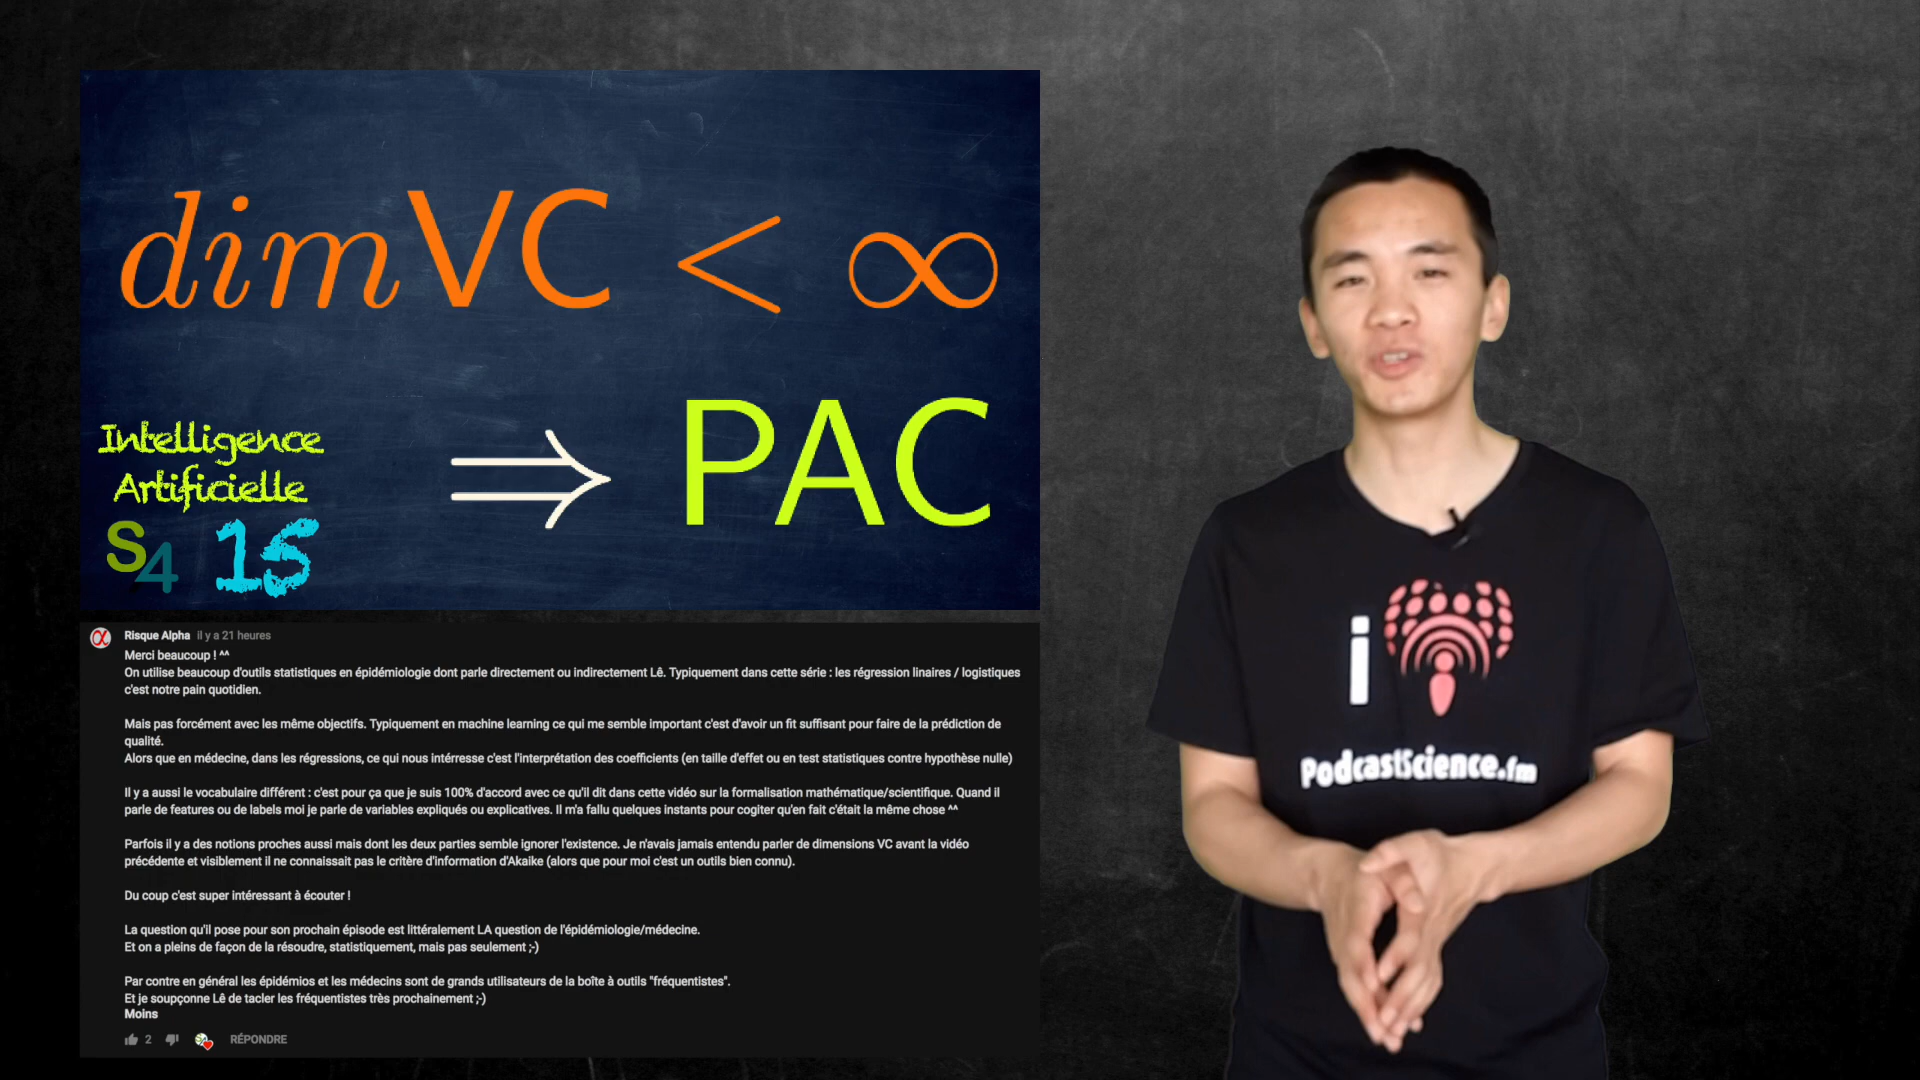 dimVC < ∞
⇒ PAC
Intelligence
Artificielle
S4 15
Risque Alpha il y a 21 heures
Merci beaucoup ! ^^
On utilise beaucoup d'outils statistiques en épidémiologie dont parle directement ou indirectement Lê. Typiquement dans cette série : les régression linaires / logistiques
c'est notre pain quotidien.
Mais pas forcément avec les même objectifs. Typiquement en machine learning ce qui me semble important c'est d'avoir un fit suffisant pour faire de la prédiction de
qualité.
Alors que en médecine, dans les régressions, ce qui nous intérresse c'est l'interprétation des coefficients (en taille d'effet ou en test statistiques contre hypothèse nulle)
Il y a aussi le vocabulaire différent : c'est pour ça que je suis 100% d'accord avec ce qu'il dit dans cette vidéo sur la formalisation mathématique/scientifique. Quand il
parle de features ou de labels moi je parle de variables expliqués ou explicatives. Il m'a fallu quelques instants pour cogiter qu'en fait c'était la même chose ^^
Parfois il y a des notions proches aussi mais dont les deux parties semble ignorer l'existence. Je n'avais jamais entendu parler de dimensions VC avant la vidéo
précédente et visiblement il ne connaissait pas le critère d'information d'Akaike (alors que pour moi c'est un outils bien connu).
Du coup c'est super intéressant à écouter !
La question qu'il pose pour son prochain épisode est littéralement LA question de l'épidémiologie/médecine.
Et on a pleins de façon de la résoudre, statistiquement, mais pas seulement ;-)
Par contre en général les épidémios et les médecins sont de grands utilisateurs de la boîte à outils "fréquentistes".
Et je soupçonne Lê de tacler les fréquentistes très prochainement ;-)
Moins
2 RÉPONDRE
i
PodcastScience.fm